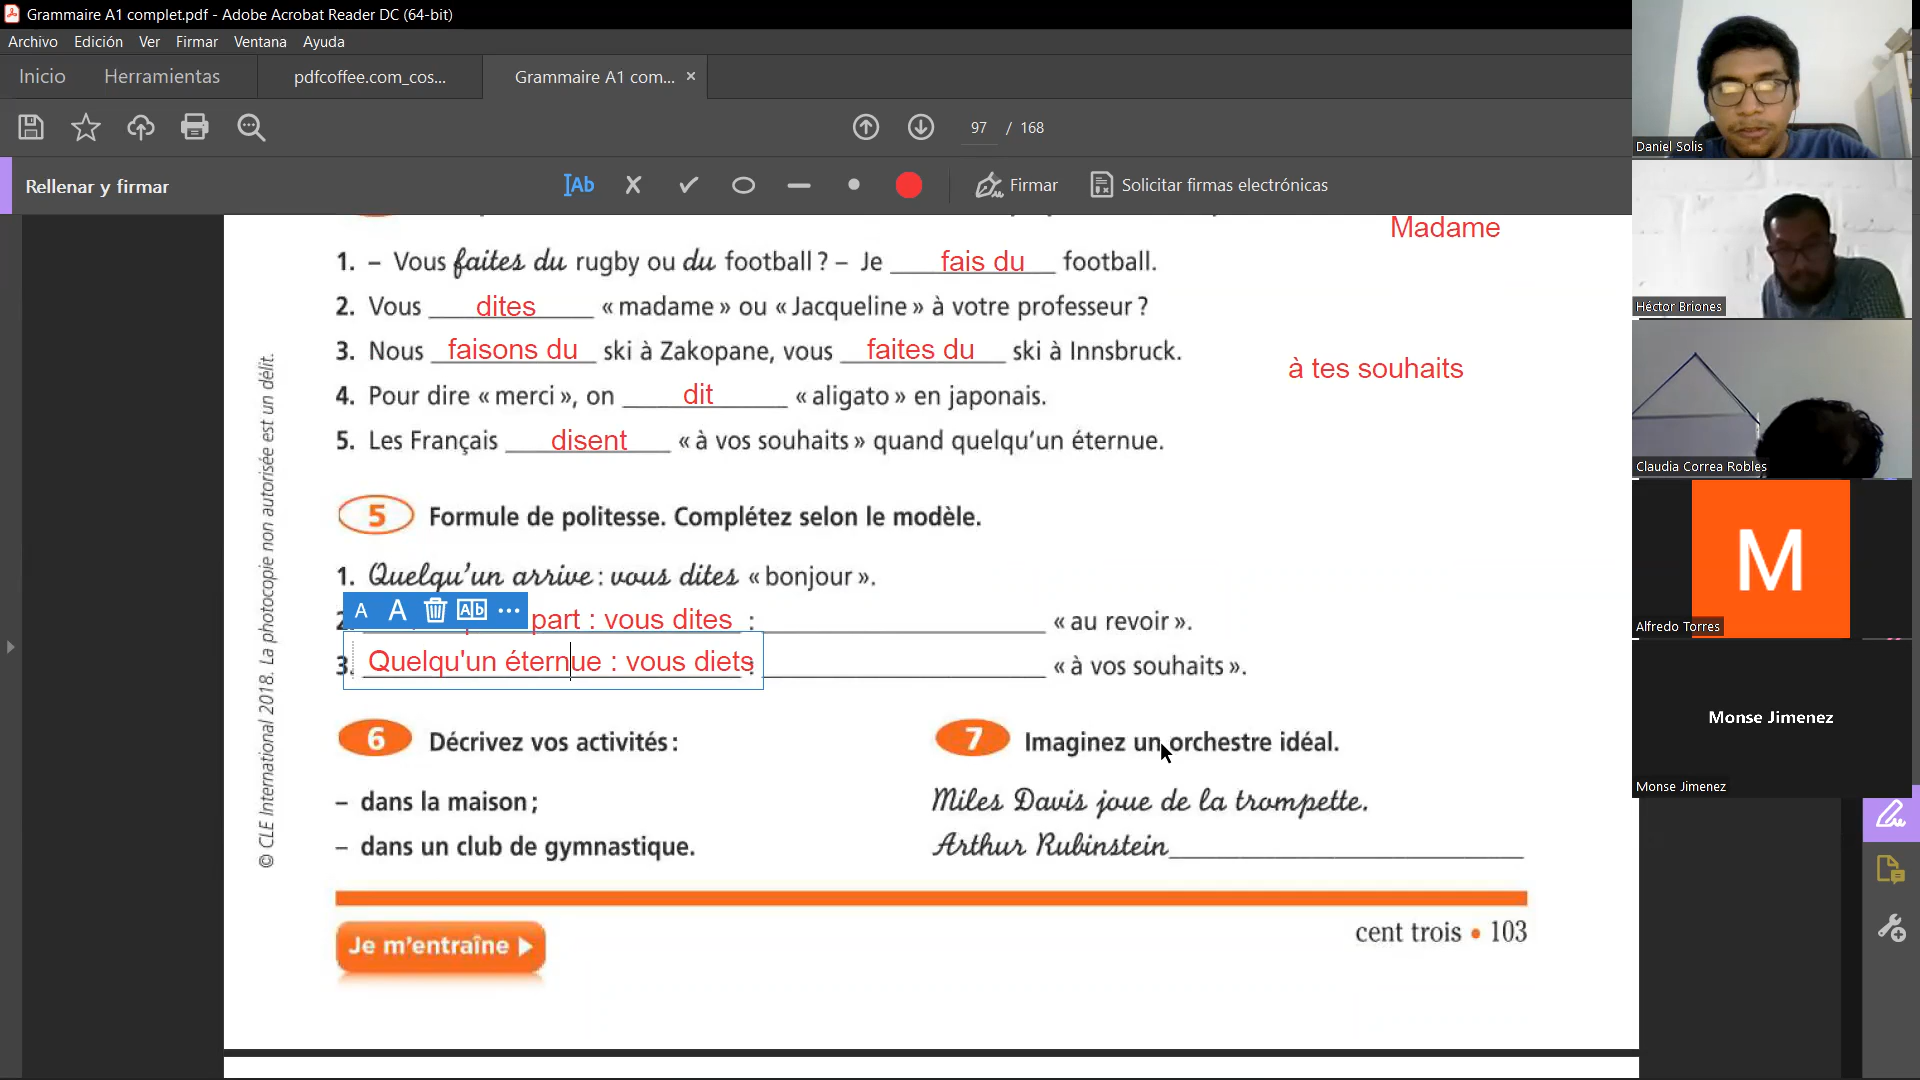 Grammaire A1 complet.pdf - Adobe Acrobat Reader DC (64-bit)
Archivo Edición Ver Firmar Ventana Ayuda
Inicio Herramientas pdfcoffee.com_cos... Grammaire A1 com... ×
97 / 168
Rellenar y firmar
Ab
Firmar
Solicitar firmas electrónicas
Madame
1. – Vous faites du rugby ou du football ? – Je fais du football.
2. Vous dites « madame » ou « Jacqueline » à votre professeur ?
3. Nous faisons du ski à Zakopane, vous faites du ski à Innsbruck.
à tes souhaits
4. Pour dire « merci », on dit « aligato » en japonais.
5. Les Français disent « à vos souhaits » quand quelqu'un éternue.
5 Formule de politesse. Complétez selon le modèle.
1. Quelqu'un arrive : vous dites « bonjour ».
A A Ab ...
2. part : vous dites : « au revoir ».
3. Quelqu'un éternue : vous diets : « à vos souhaits ».
6 Décrivez vos activités :
– dans la maison ;
– dans un club de gymnastique.
7 Imaginez un orchestre idéal.
Miles Davis joue de la trompette.
Arthur Rubinstein
Je m'entraîne
cent trois • 103
© CLE International 2018. La photocopie non autorisée est un délit.
Daniel Solis
Héctor Briones
Claudia Correa Robles
M
Alfredo Torres
Monse Jimenez
Monse Jimenez